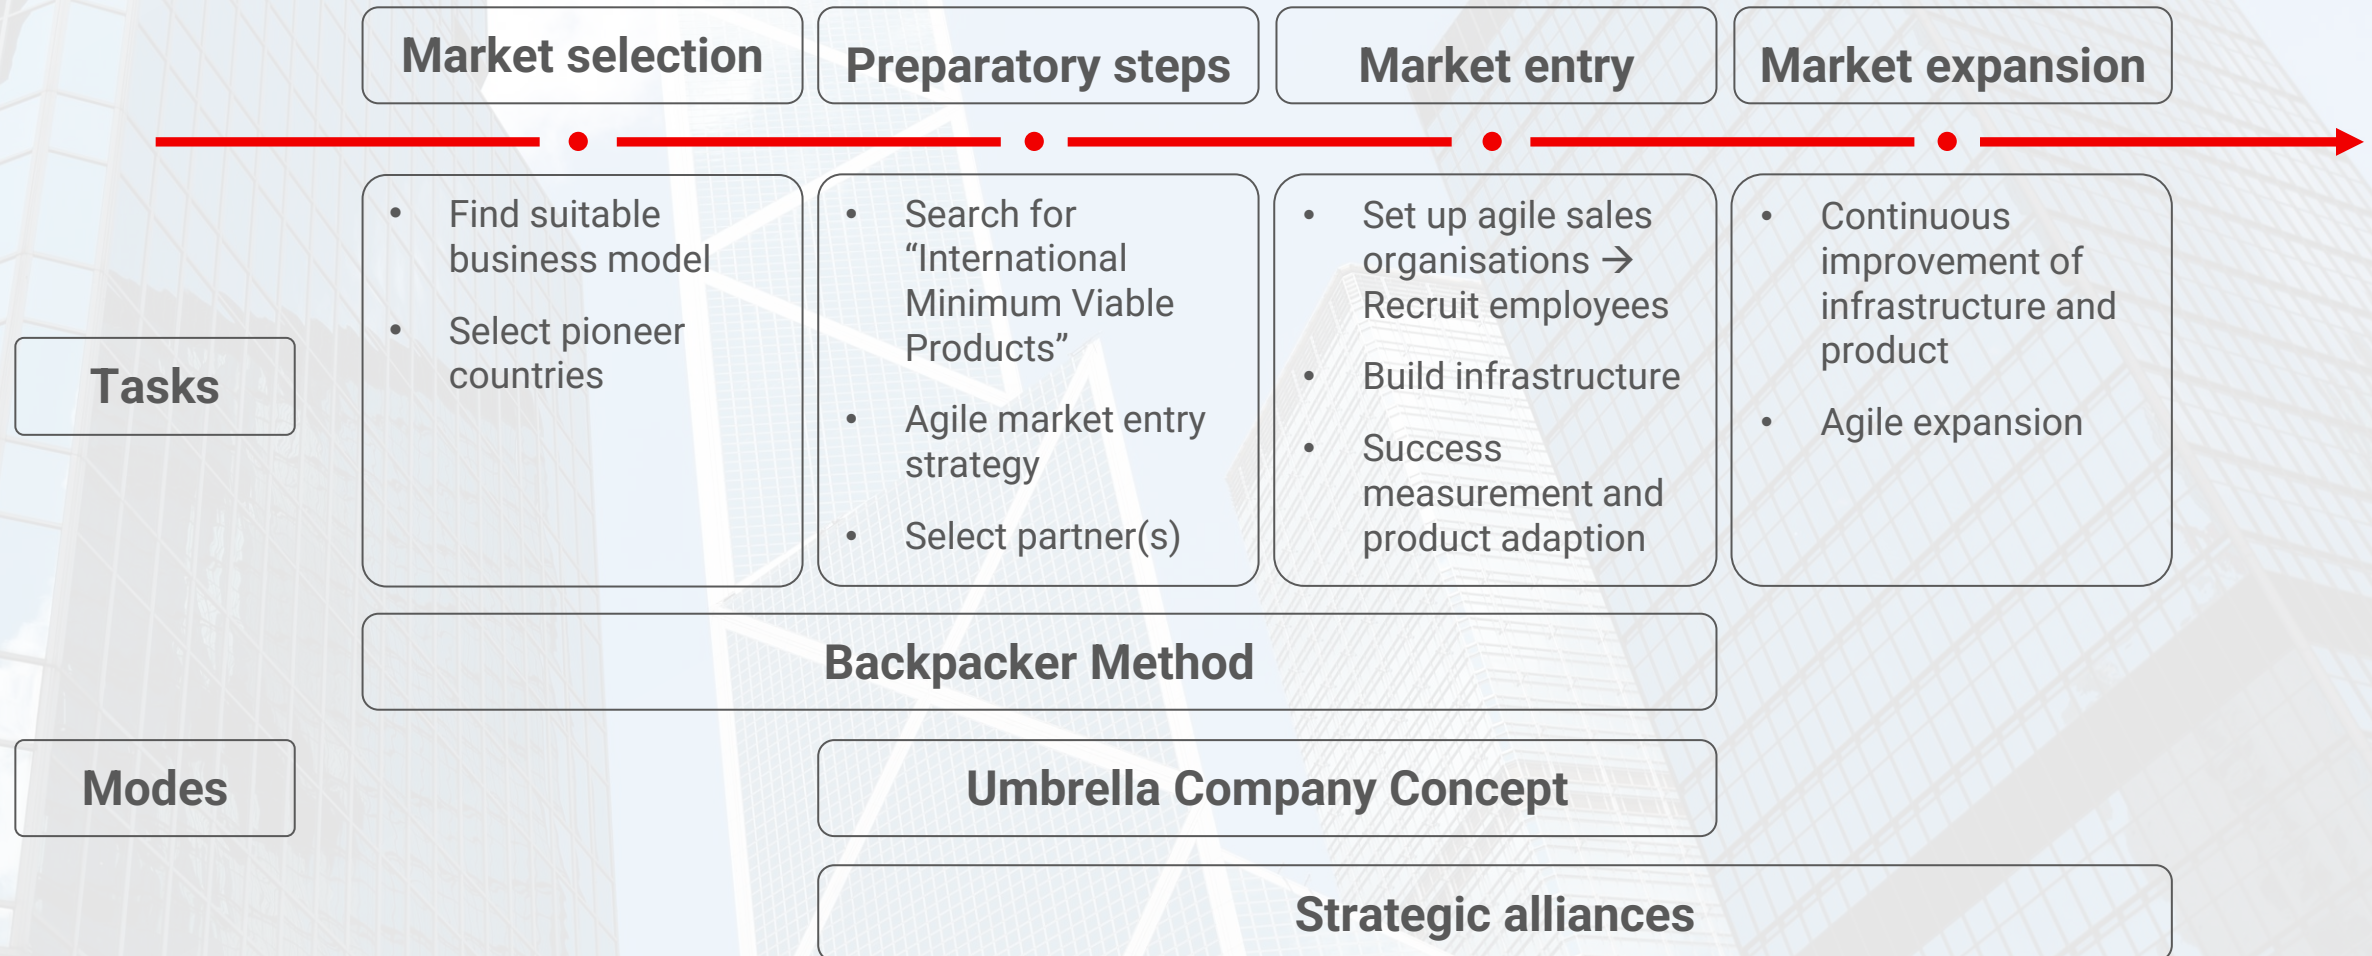 Market selection
Preparatory steps
Market entry
Market expansion
Tasks
• Find suitable
business model
• Select pioneer
countries
• Search for
“International
Minimum Viable
Products”
• Agile market entry
strategy
• Select partner(s)
• Set up agile sales
organisations →
Recruit employees
• Build infrastructure
• Success
measurement and
product adaption
• Continuous
improvement of
infrastructure and
product
• Agile expansion
Modes
Backpacker Method
Umbrella Company Concept
Strategic alliances